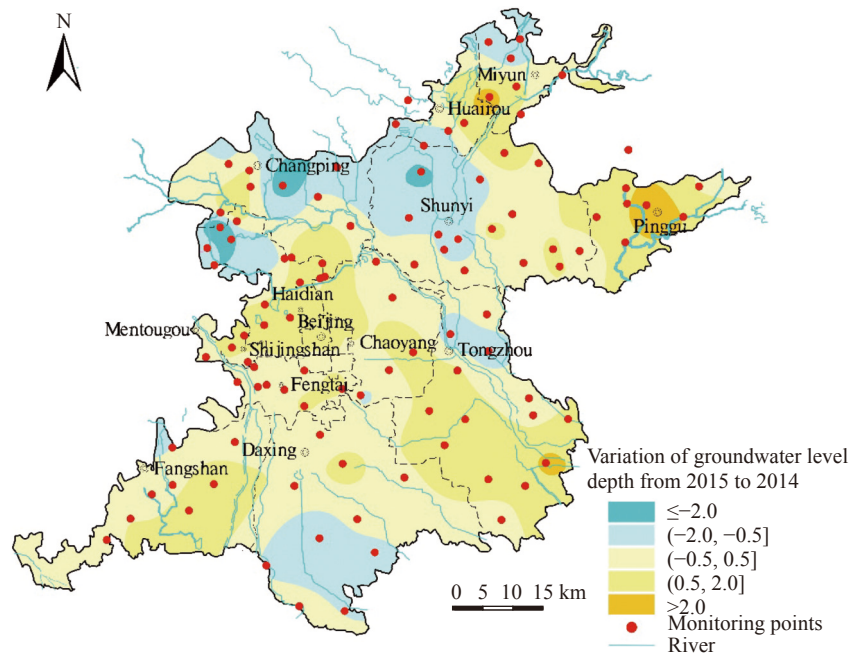 N
Miyun
Huairou
Changping
Shunyi
Pinggu
Haidian
Beijing
Mentougou
Chaoyang
Shijingshan
Tongzhou
Fengtai
Daxing
Fangshan
Variation of groundwater level
depth from 2015 to 2014
≤−2.0
(−2.0, −0.5]
(−0.5, 0.5]
(0.5, 2.0]
>2.0
0 5 10 15 km
Monitoring points
River